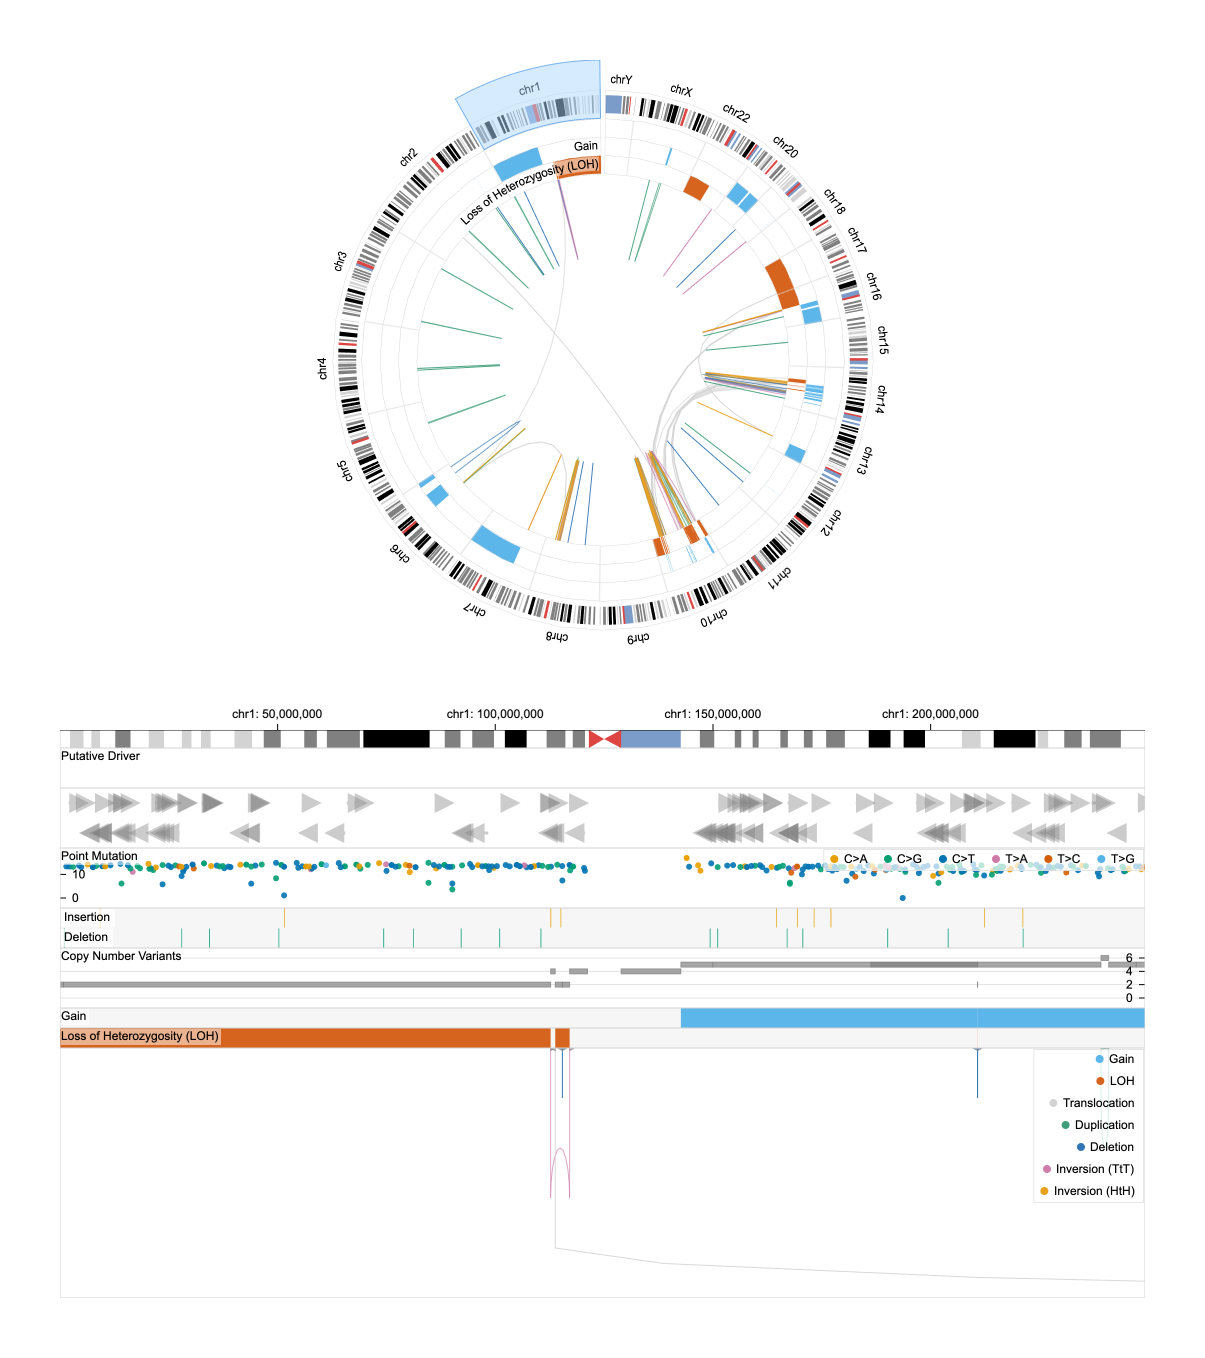 chrY
chrX
chr22
chr20
chr18
chr17
chr16
chr15
chr14
chr13
chr12
chr11
chr10
chr9
chr8
chr7
chr6
chr5
chr4
chr3
chr2
chr1
Gain
Loss of Heterozygosity (LOH)
chr1: 50,000,000
chr1: 100,000,000
chr1: 150,000,000
chr1: 200,000,000
Putative Driver
Point Mutation
C>A
C>G
C>T
T>A
T>C
T>G
10
0
Insertion
Deletion
Copy Number Variants
6
4
2
0
Gain
Loss of Heterozygosity (LOH)
Gain
LOH
Translocation
Duplication
Deletion
Inversion (TtT)
Inversion (HtH)